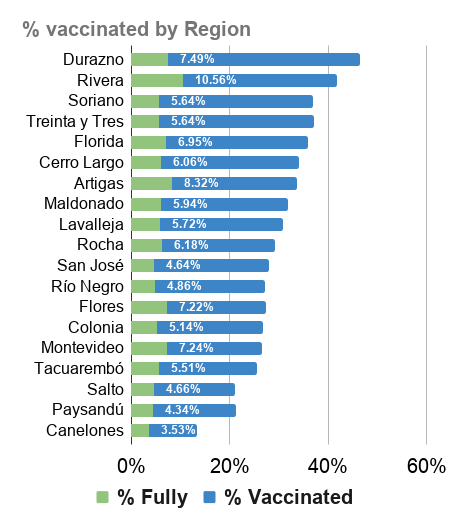 % vaccinated by Region
Durazno 7.49%
Rivera 10.56%
Soriano 5.64%
Treinta y Tres 5.64%
Florida 6.95%
Cerro Largo 6.06%
Artigas 8.32%
Maldonado 5.94%
Lavalleja 5.72%
Rocha 6.18%
San José 4.64%
Río Negro 4.86%
Flores 7.22%
Colonia 5.14%
Montevideo 7.24%
Tacuarembó 5.51%
Salto 4.66%
Paysandú 4.34%
Canelones 3.53%
0% 20% 40% 60%
% Fully % Vaccinated